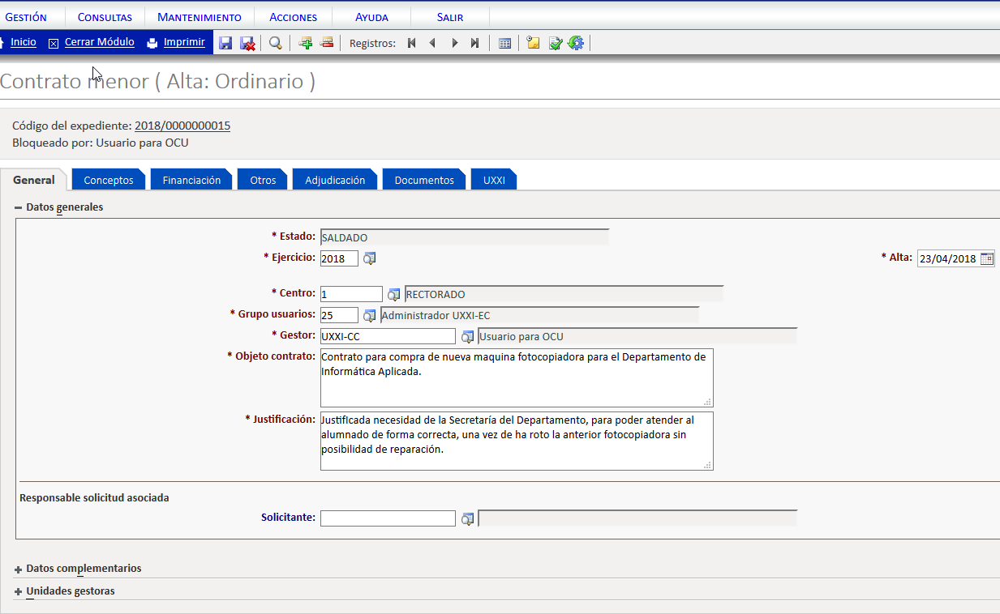 GESTIÓN CONSULTAS MANTENIMIENTO ACCIONES AYUDA SALIR
Inicio Cerrar Módulo Imprimir Registros:
Contrato menor ( Alta: Ordinario )
Código del expediente: 2018/0000000015
Bloqueado por: Usuario para OCU
General Conceptos Financiación Otros Adjudicación Documentos UXXI
Datos generales
* Estado: SALDADO
* Ejercicio: 2018 * Alta: 23/04/2018
* Centro: 1 RECTORADO
* Grupo usuarios: 25 Administrador UXXI-EC
* Gestor: UXXI-CC Usuario para OCU
* Objeto contrato: Contrato para compra de nueva maquina fotocopiadora para el Departamento de
Informática Aplicada.
* Justificación: Justificada necesidad de la Secretaría del Departamento, para poder atender al
alumnado de forma correcta, una vez de ha roto la anterior fotocopiadora sin
posibilidad de reparación.
Responsable solicitud asociada
Solicitante:
Datos complementarios
Unidades gestoras